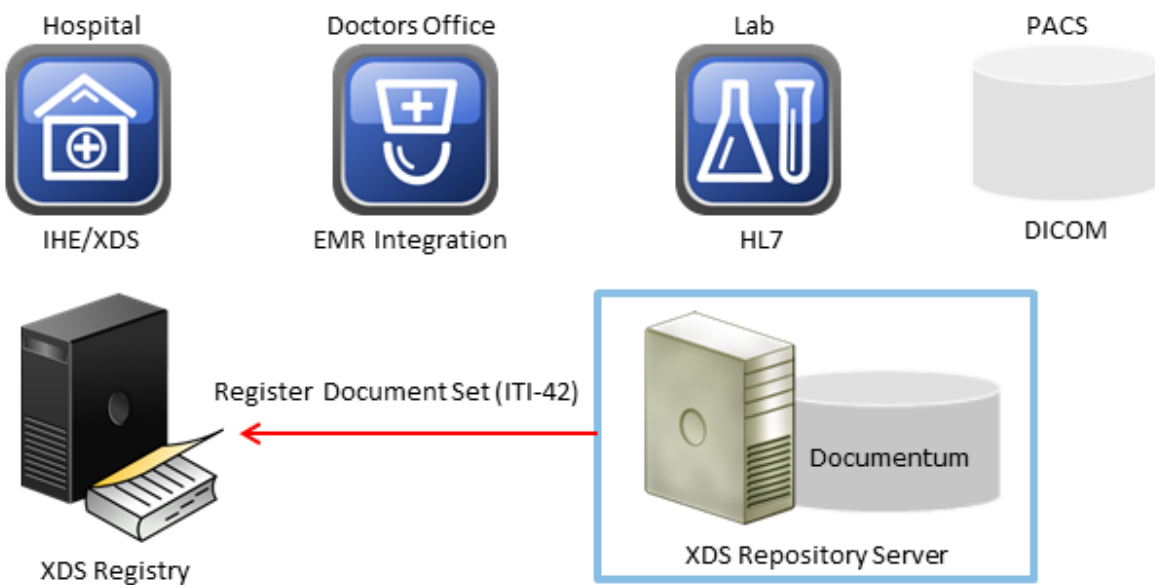 Hospital
Doctors Office
Lab
PACS
IHE/XDS
EMR Integration
HL7
DICOM
Register Document Set (ITI-42)
Documentum
XDS Registry
XDS Repository Server